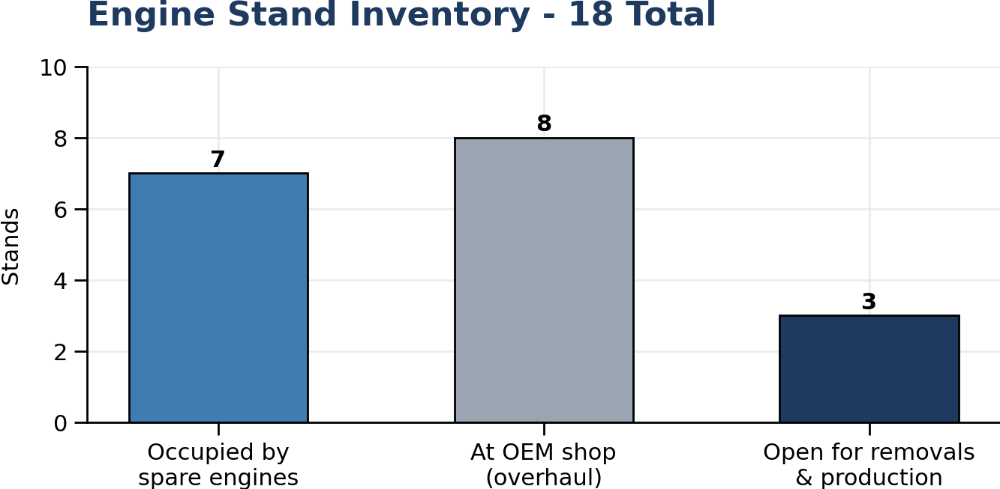 Engine Stand Inventory - 18 Total
10
8
6
4
2
0
Stands
7
8
3
Occupied by
spare engines
At OEM shop
(overhaul)
Open for removals
& production